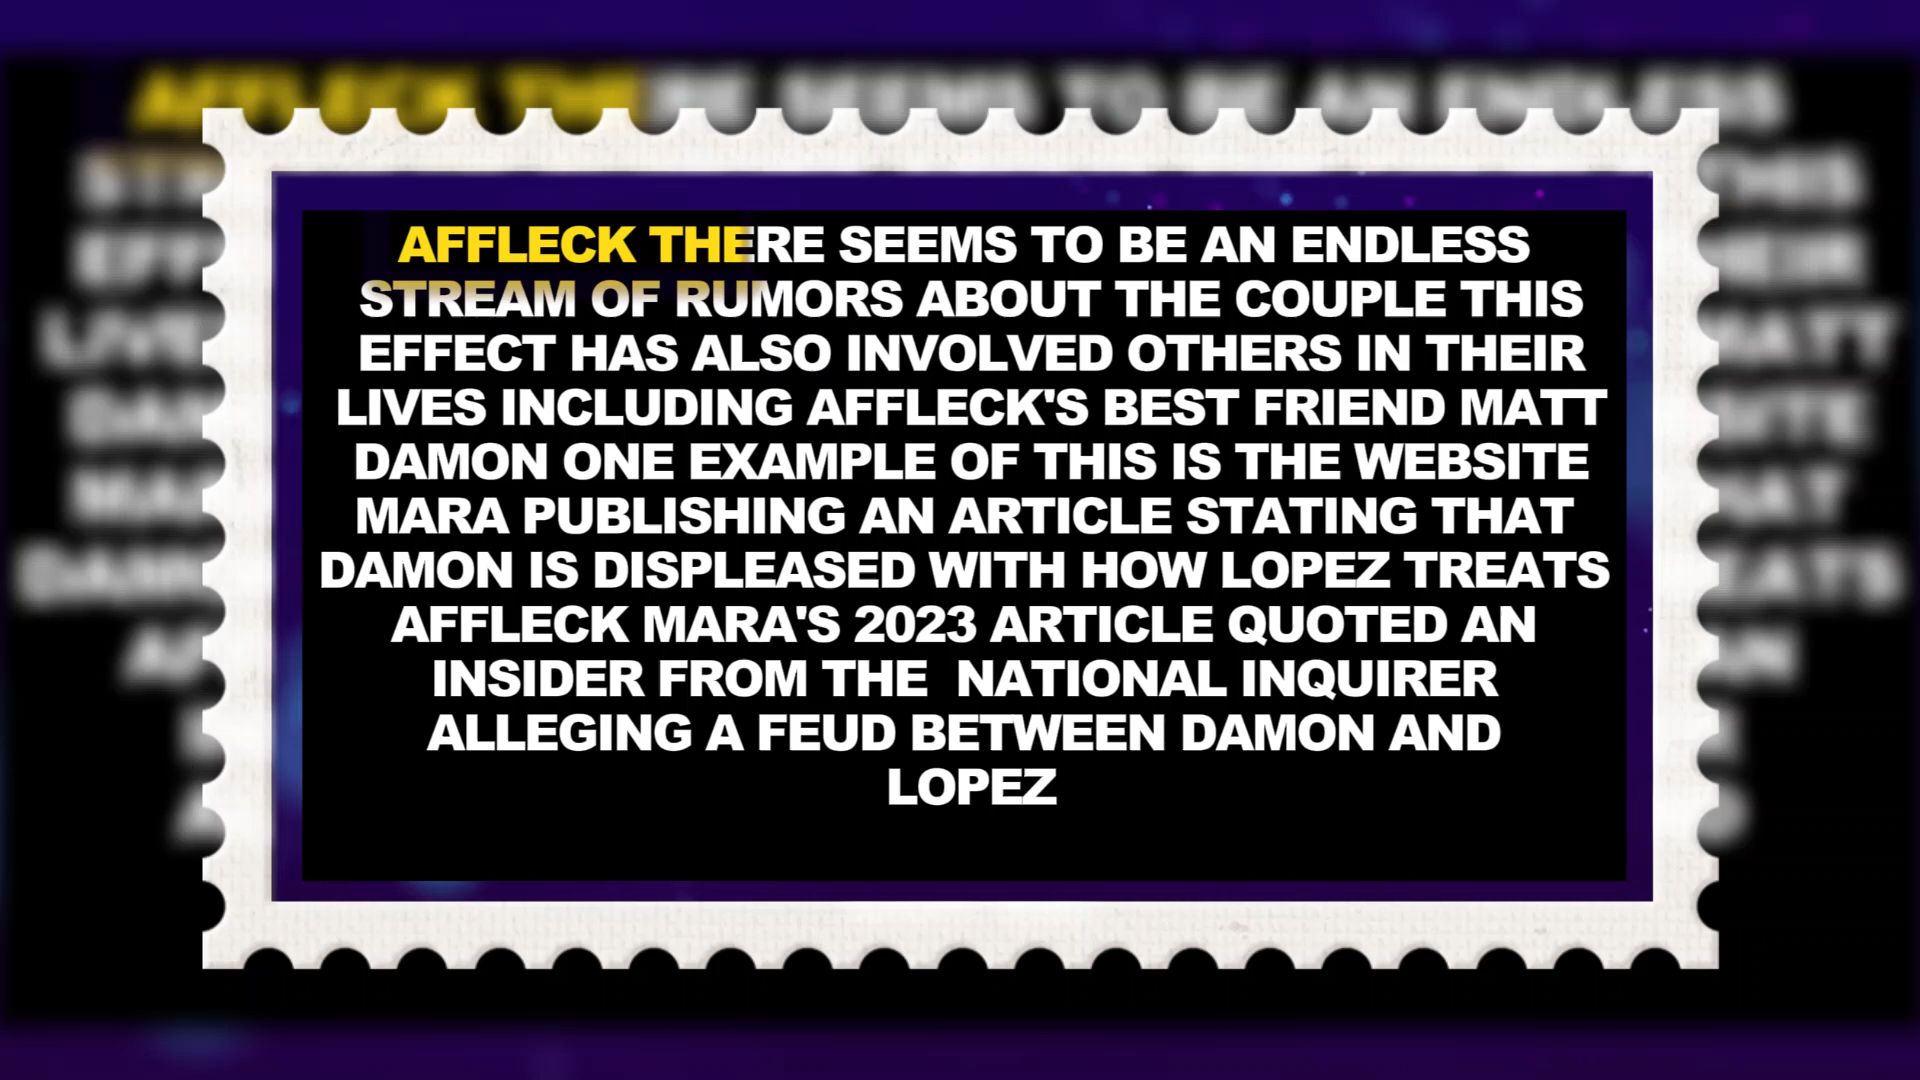 AFFLECK THERE SEEMS TO BE AN ENDLESS
STREAM OF RUMORS ABOUT THE COUPLE THIS
EFFECT HAS ALSO INVOLVED OTHERS IN THEIR
LIVES INCLUDING AFFLECK'S BEST FRIEND MATT
DAMON ONE EXAMPLE OF THIS IS THE WEBSITE
MARA PUBLISHING AN ARTICLE STATING THAT
DAMON IS DISPLEASED WITH HOW LOPEZ TREATS
AFFLECK MARA'S 2023 ARTICLE QUOTED AN
INSIDER FROM THE  NATIONAL INQUIRER
ALLEGING A FEUD BETWEEN DAMON AND
LOPEZ